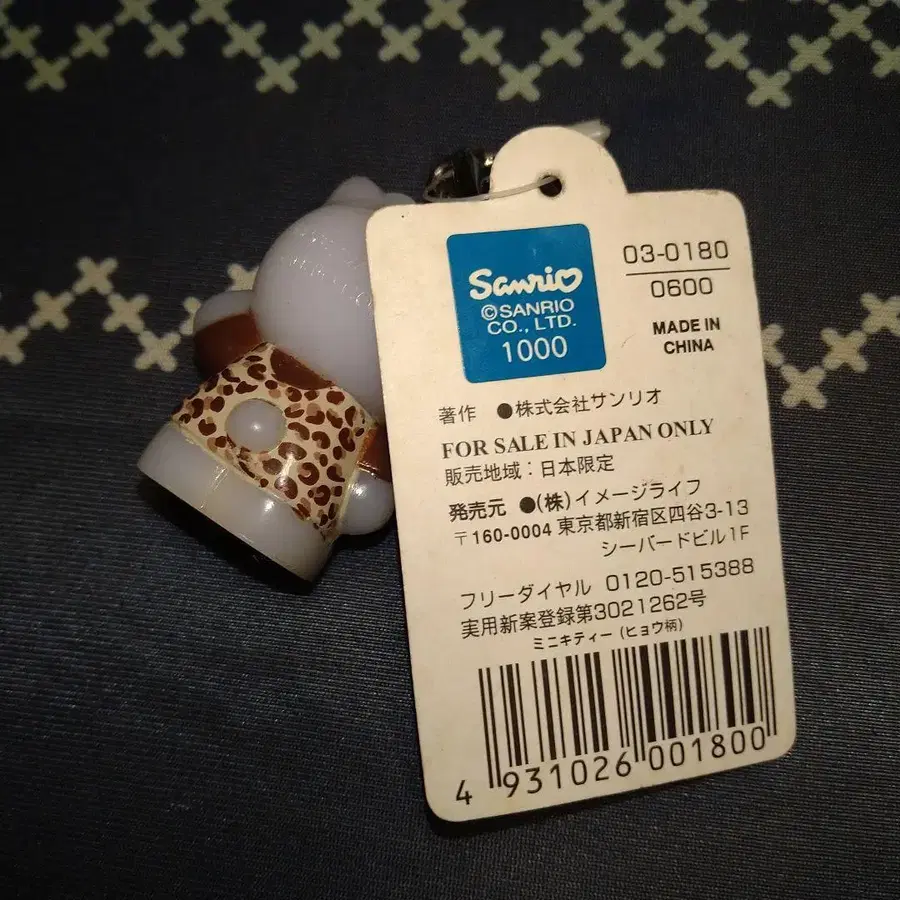 Sanrio
©SANRIO
CO., LTD.
1000
03-0180
0600
MADE IN
CHINA
著作 ●株式会社サンリオ
FOR SALE IN JAPAN ONLY
販売地域：日本限定
発売元 ●(株)イメージライフ
〒160-0004 東京都新宿区四谷3-13
シーバードビル1F
フリーダイヤル 0120-515388
実用新案登録第3021262号
ミニキティー（ヒョウ柄）
4 931026 001800